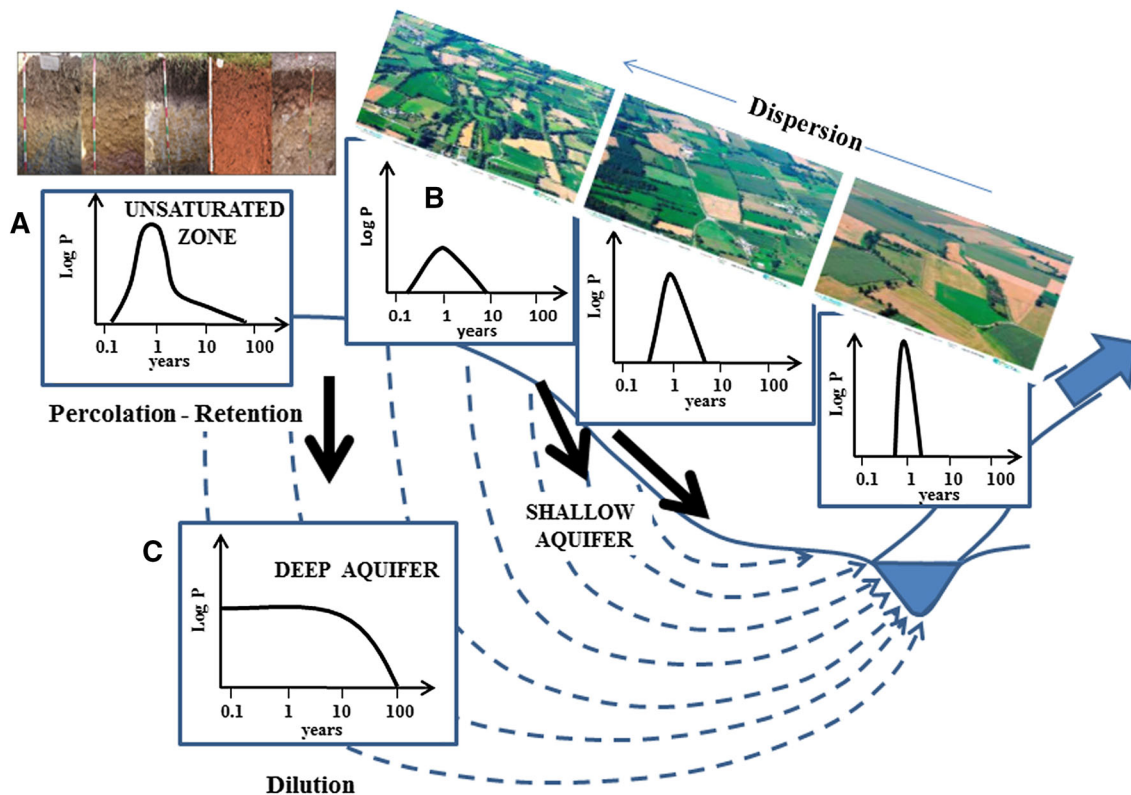 Dispersion
A
UNSATURATED
ZONE
Log P
0.1 1 10 100
years
Percolation - Retention
B
Log P
0.1 1 10 100
years
Log P
0.1 1 10 100
years
Log P
0.1 1 10 100
years
SHALLOW
AQUIFER
C
DEEP AQUIFER
Log P
0.1 1 10 100
years
Dilution